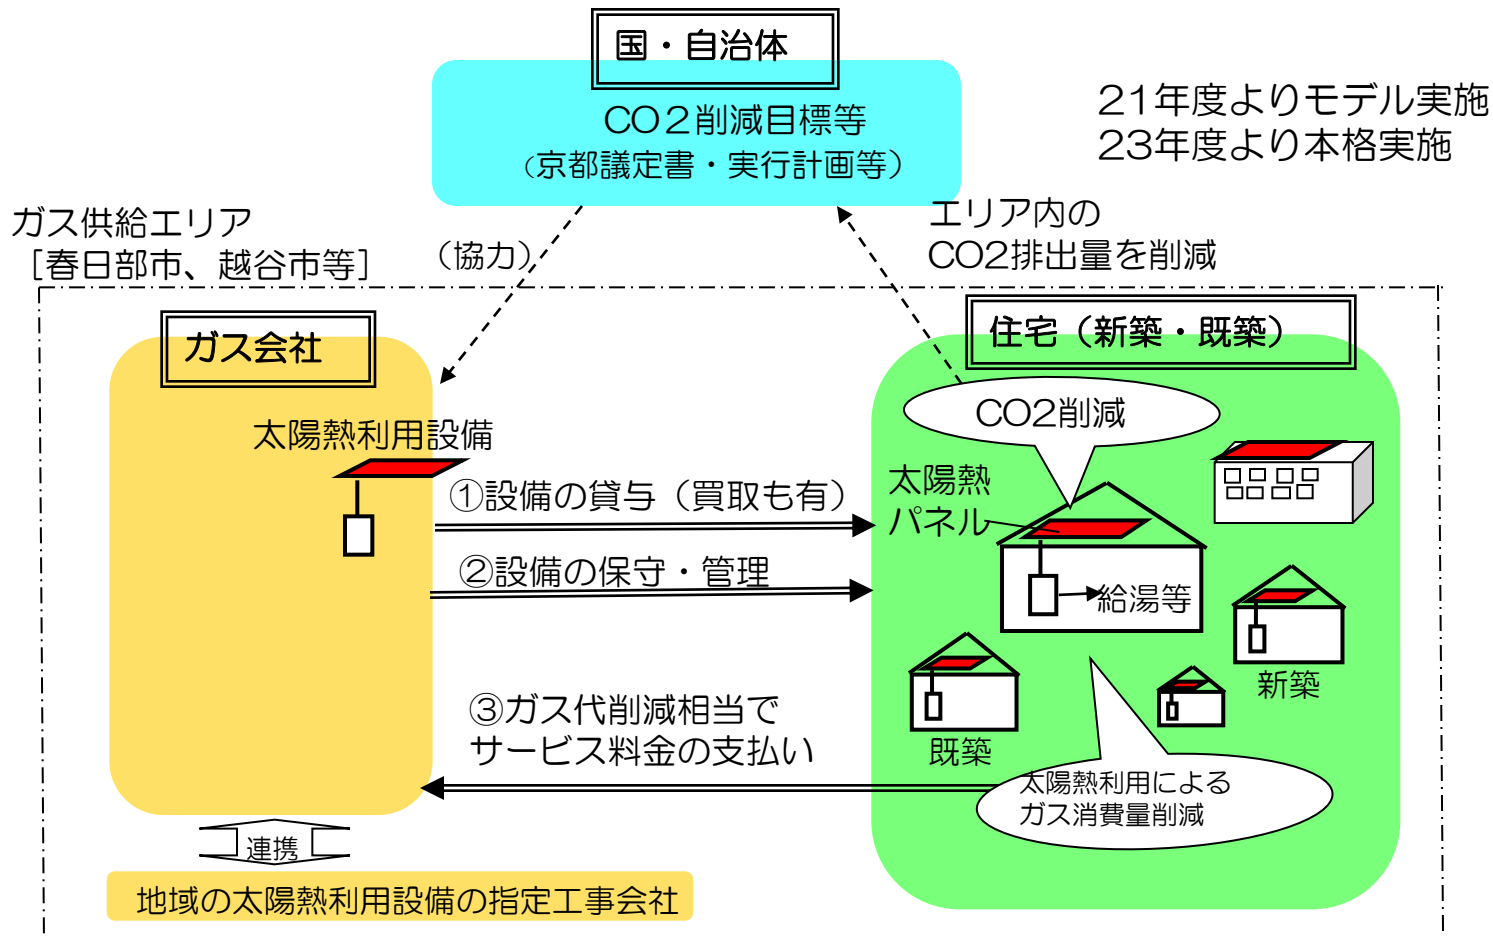 国・自治体
CO2削減目標等
（京都議定書・実行計画等）
21年度よりモデル実施
23年度より本格実施
ガス供給エリア
［春日部市、越谷市等］
（協力）
エリア内の
CO2排出量を削減
ガス会社
住宅（新築・既築）
太陽熱利用設備
CO2削減
①設備の貸与（買取も有）
太陽熱
パネル
②設備の保守・管理
給湯等
新築
③ガス代削減相当で
サービス料金の支払い
既築
太陽熱利用による
ガス消費量削減
連携
地域の太陽熱利用設備の指定工事会社